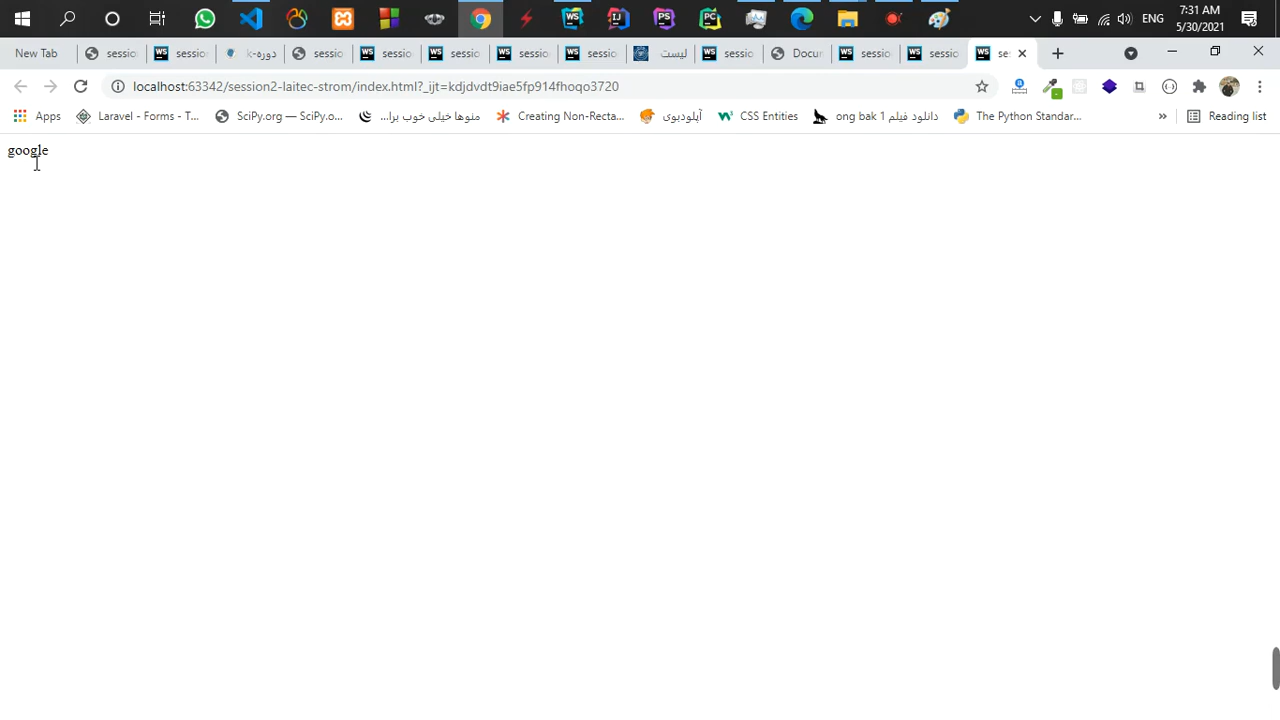 ENG
7:31 AM
5/30/2021
New Tab
sessio
session
دوره-k
sessio
sessio
sessio
sessio
sessio
لیست
sessio
Docur
sessio
sessio
se
localhost:63342/session2-laitec-strom/index.html?_ijt=kdjdvdt9iae5fp914fhoqo3720
Apps
Laravel - Forms - T...
SciPy.org — SciPy.o...
منوها خیلی خوب برا...
Creating Non-Recta...
آپلودبوی
CSS Entities
دانلود فیلم ong bak 1
The Python Standar...
»
Reading list
google